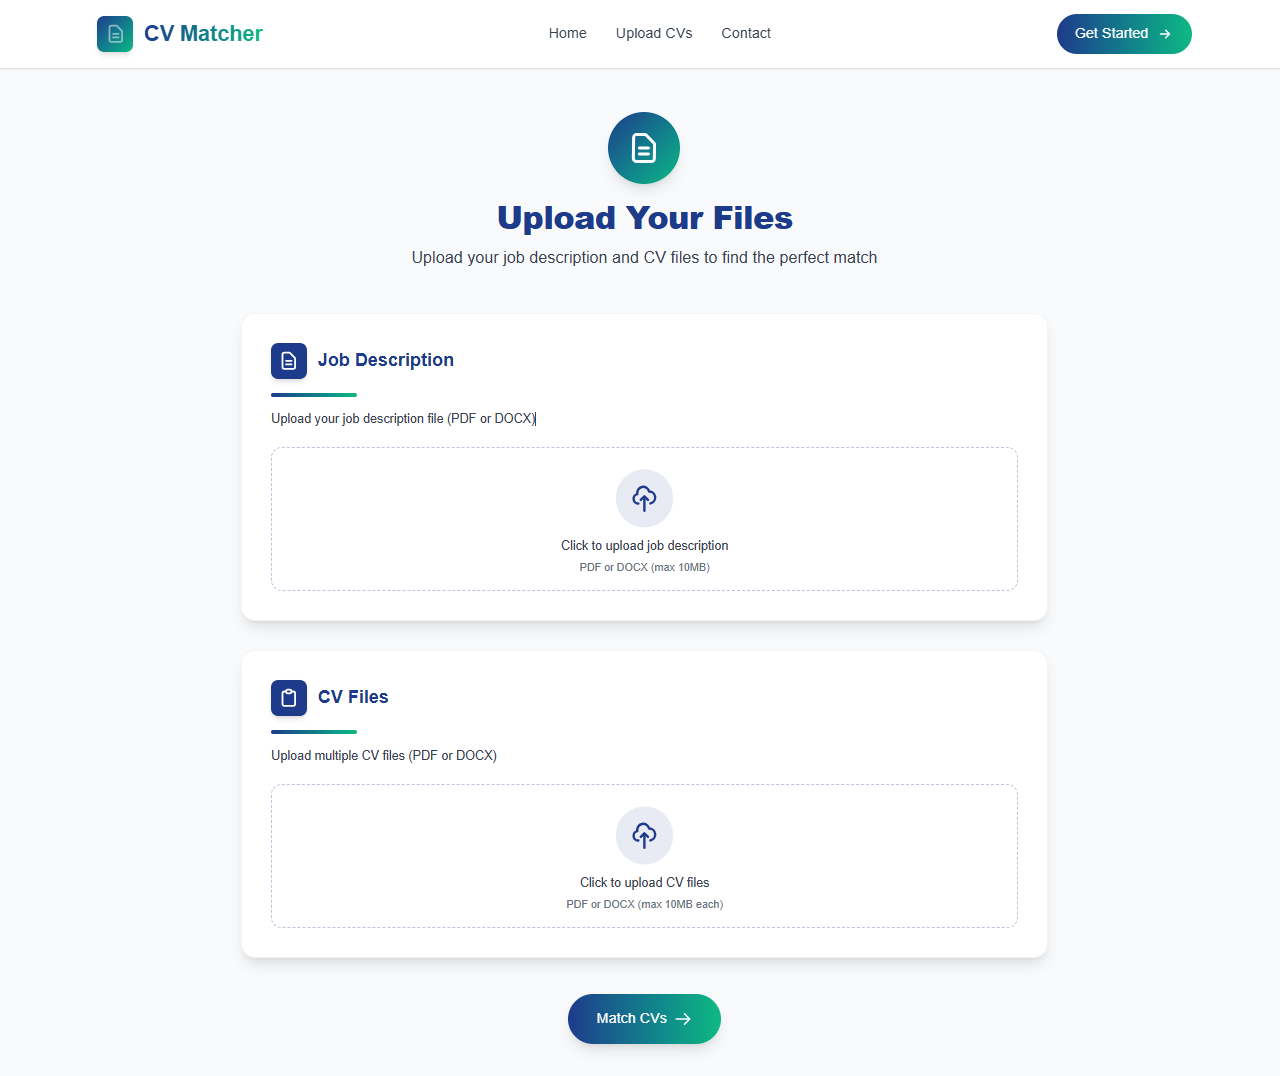 CV Matcher
Home
Upload CVs
Contact
Get Started
Upload Your Files
Upload your job description and CV files to find the perfect match
Job Description
Upload your job description file (PDF or DOCX)
Click to upload job description
PDF or DOCX (max 10MB)
CV Files
Upload multiple CV files (PDF or DOCX)
Click to upload CV files
PDF or DOCX (max 10MB each)
Match CVs